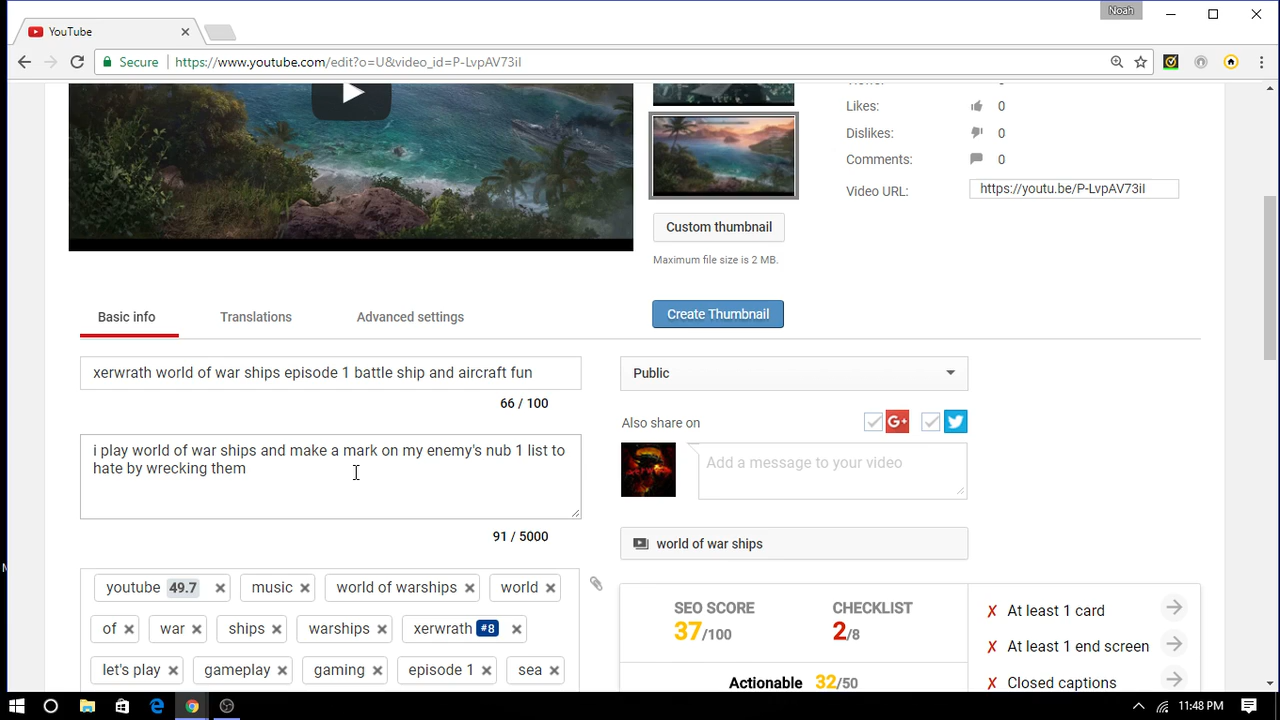 Noah
YouTube
Secure https://www.youtube.com/edit?o=U&video_id=P-LvpAV73iI
Likes: 0
Dislikes: 0
Comments: 0
Video URL: https://youtu.be/P-LvpAV73iI
Custom thumbnail
Maximum file size is 2 MB.
Create Thumbnail
Basic info Translations Advanced settings
xerwrath world of war ships episode 1 battle ship and aircraft fun
66 / 100
i play world of war ships and make a mark on my enemy's nub 1 list to
hate by wrecking them
91 / 5000
Public
Also share on G+
Add a message to your video
world of war ships
youtube 49.7 music world of warships world
of war ships warships xerwrath #8
let's play gameplay gaming episode 1 sea
SEO SCORE CHECKLIST
37/100 2/8
Actionable 32/50
✗ At least 1 card
✗ At least 1 end screen
✗ Closed captions
11:48 PM